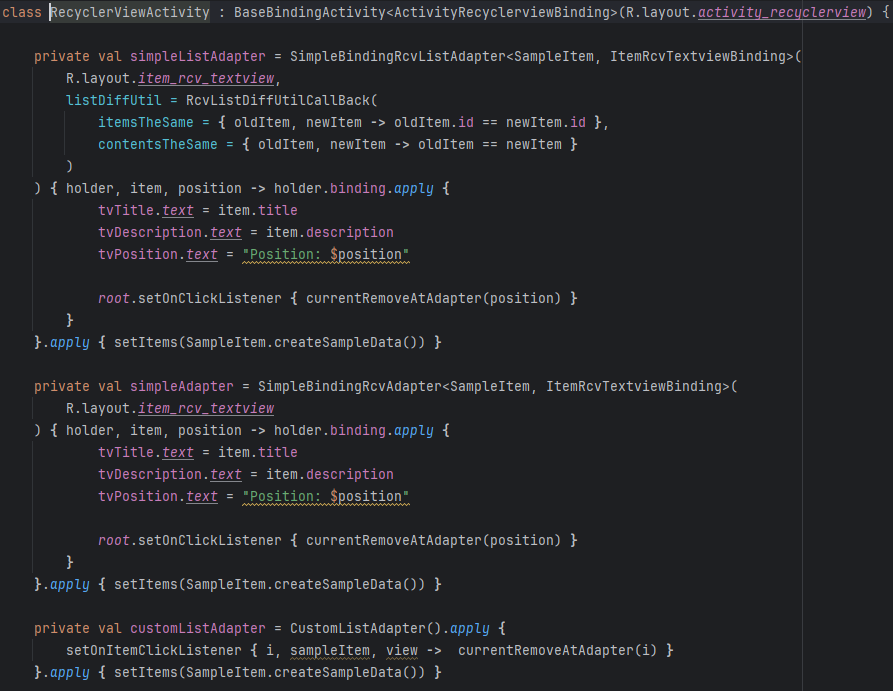 class RecyclerViewActivity : BaseBindingActivity<ActivityRecyclerviewBinding>(R.layout.activity_recyclerview) {
    private val simpleListAdapter = SimpleBindingRcvListAdapter<SampleItem, ItemRcvTextviewBinding>(
        R.layout.item_rcv_textview,
        listDiffUtil = RcvListDiffUtilCallBack(
            itemsTheSame = { oldItem, newItem -> oldItem.id == newItem.id },
            contentsTheSame = { oldItem, newItem -> oldItem == newItem }
        )
    ) { holder, item, position -> holder.binding.apply {
            tvTitle.text = item.title
            tvDescription.text = item.description
            tvPosition.text = "Position: $position"
            root.setOnClickListener { currentRemoveAtAdapter(position) }
        }
    }.apply { setItems(SampleItem.createSampleData()) }
    private val simpleAdapter = SimpleBindingRcvAdapter<SampleItem, ItemRcvTextviewBinding>(
        R.layout.item_rcv_textview
    ) { holder, item, position -> holder.binding.apply {
            tvTitle.text = item.title
            tvDescription.text = item.description
            tvPosition.text = "Position: $position"
            root.setOnClickListener { currentRemoveAtAdapter(position) }
        }
    }.apply { setItems(SampleItem.createSampleData()) }
    private val customListAdapter = CustomListAdapter().apply {
        setOnItemClickListener { i, sampleItem, view ->  currentRemoveAtAdapter(i) }
    }.apply { setItems(SampleItem.createSampleData()) }